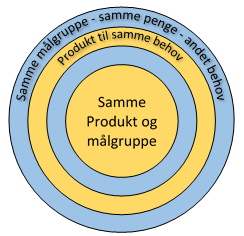 Samme målgruppe - samme penge - andet behov
Produkt til samme behov
Samme
Produkt og
målgruppe